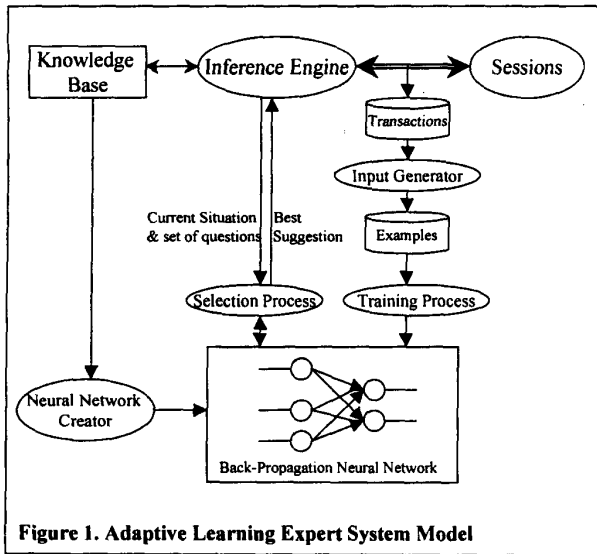 Knowledge
Base
Inference Engine
Sessions
Transactions
Input Generator
Current Situation
& set of questions
Best
Suggestion
Examples
Selection Process
Training Process
Neural Network
Creator
Back-Propagation Neural Network
Figure 1. Adaptive Learning Expert System Model